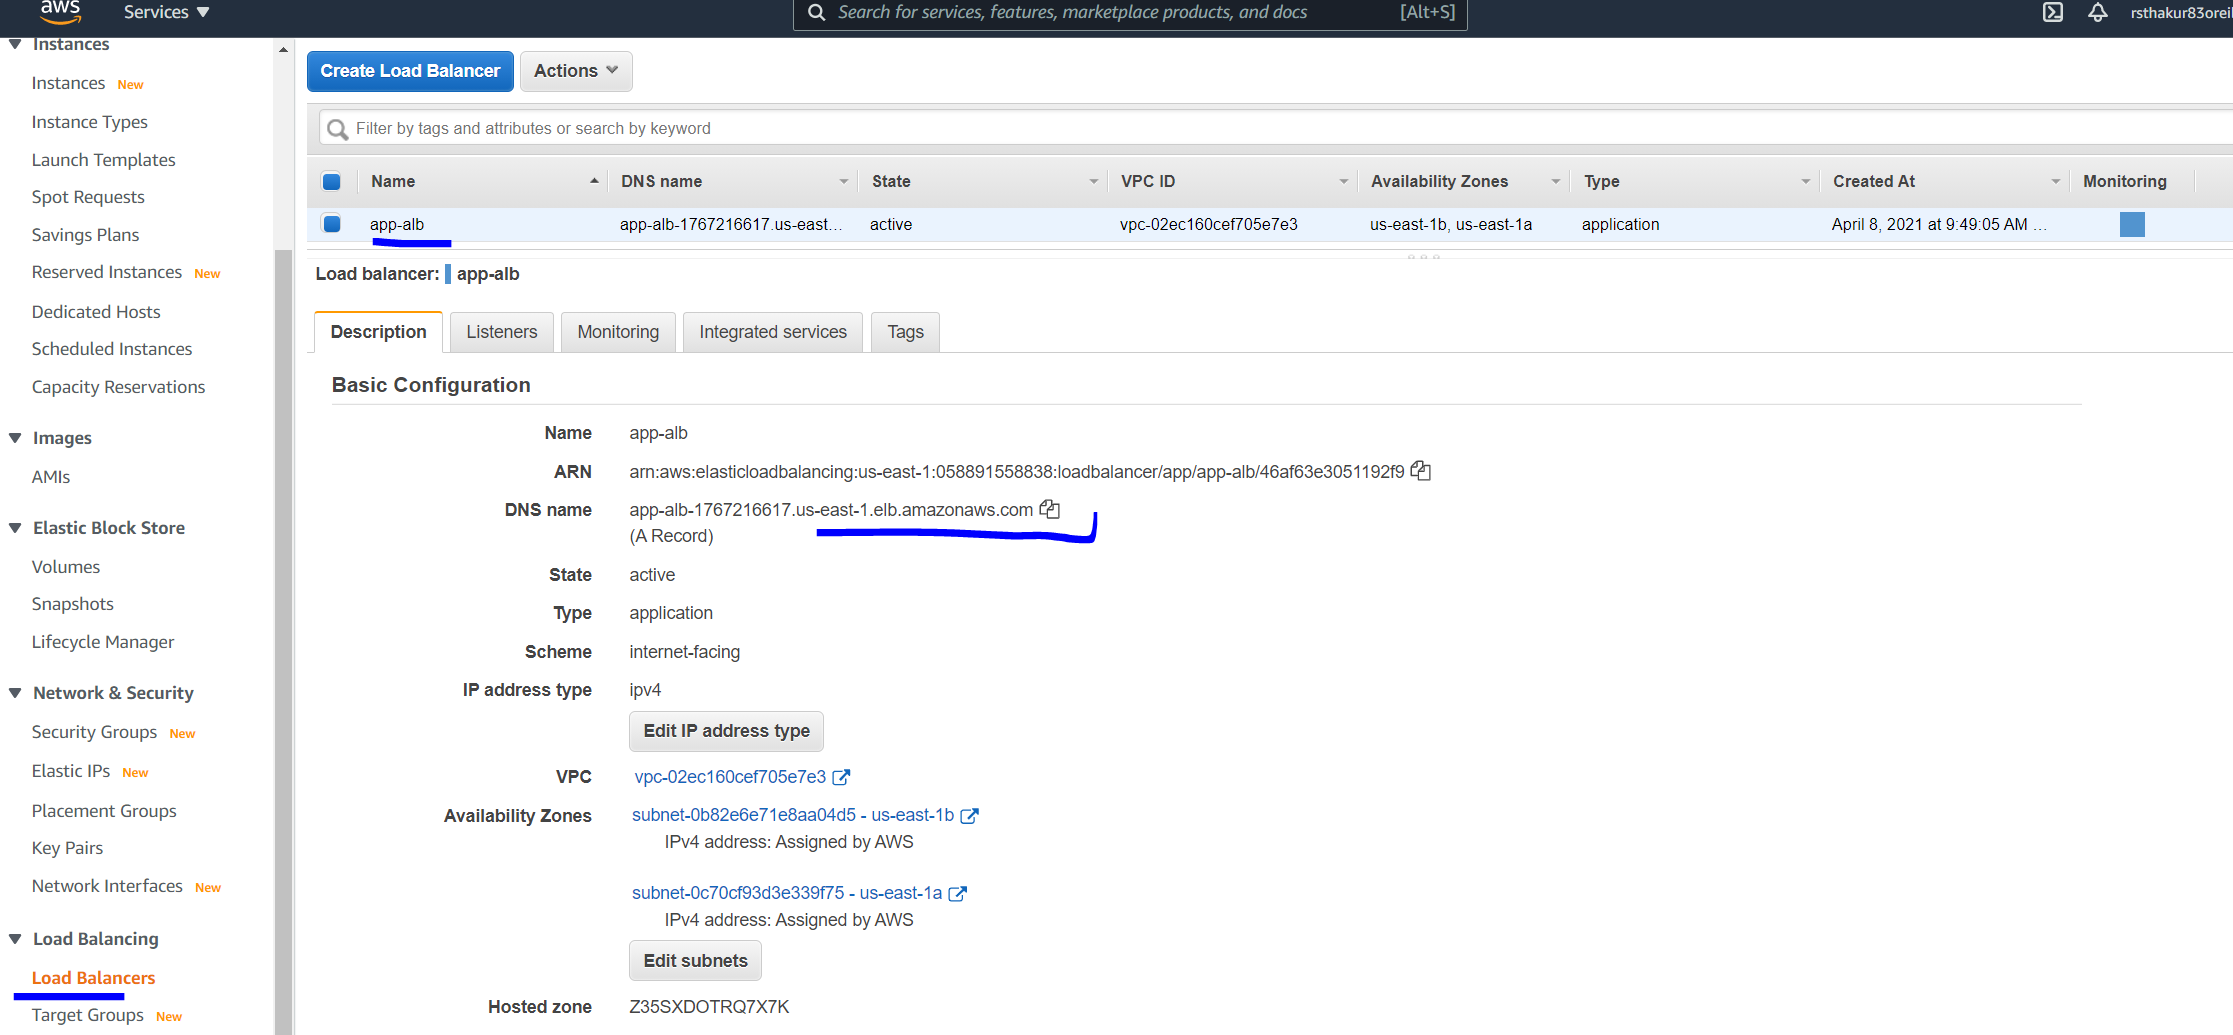 aws
Services
Search for services, features, marketplace products, and docs [Alt+S]
rsthakur83orei
Instances
Instances New
Instance Types
Launch Templates
Spot Requests
Savings Plans
Reserved Instances New
Dedicated Hosts
Scheduled Instances
Capacity Reservations
Images
AMIs
Elastic Block Store
Volumes
Snapshots
Lifecycle Manager
Network & Security
Security Groups New
Elastic IPs New
Placement Groups
Key Pairs
Network Interfaces New
Load Balancing
Load Balancers
Target Groups New
Create Load Balancer Actions
Filter by tags and attributes or search by keyword
Name DNS name State VPC ID Availability Zones Type Created At Monitoring
app-alb app-alb-1767216617.us-east... active vpc-02ec160cef705e7e3 us-east-1b, us-east-1a application April 8, 2021 at 9:49:05 AM ...
Load balancer: app-alb
Description Listeners Monitoring Integrated services Tags
Basic Configuration
Name app-alb
ARN arn:aws:elasticloadbalancing:us-east-1:058891558838:loadbalancer/app/app-alb/46af63e3051192f9
DNS name app-alb-1767216617.us-east-1.elb.amazonaws.com
(A Record)
State active
Type application
Scheme internet-facing
IP address type ipv4
Edit IP address type
VPC vpc-02ec160cef705e7e3
Availability Zones subnet-0b82e6e71e8aa04d5 - us-east-1b
IPv4 address: Assigned by AWS
subnet-0c70cf93d3e339f75 - us-east-1a
IPv4 address: Assigned by AWS
Edit subnets
Hosted zone Z35SXDOTRQ7X7K